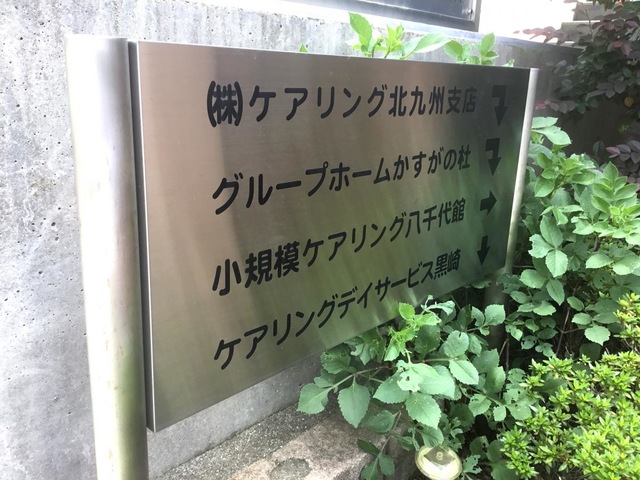 ㈱ケアリング北九州支店
グループホームかすがの杜
小規模ケアリング八千代館 →
ケアリングデイサービス黒崎 ↓